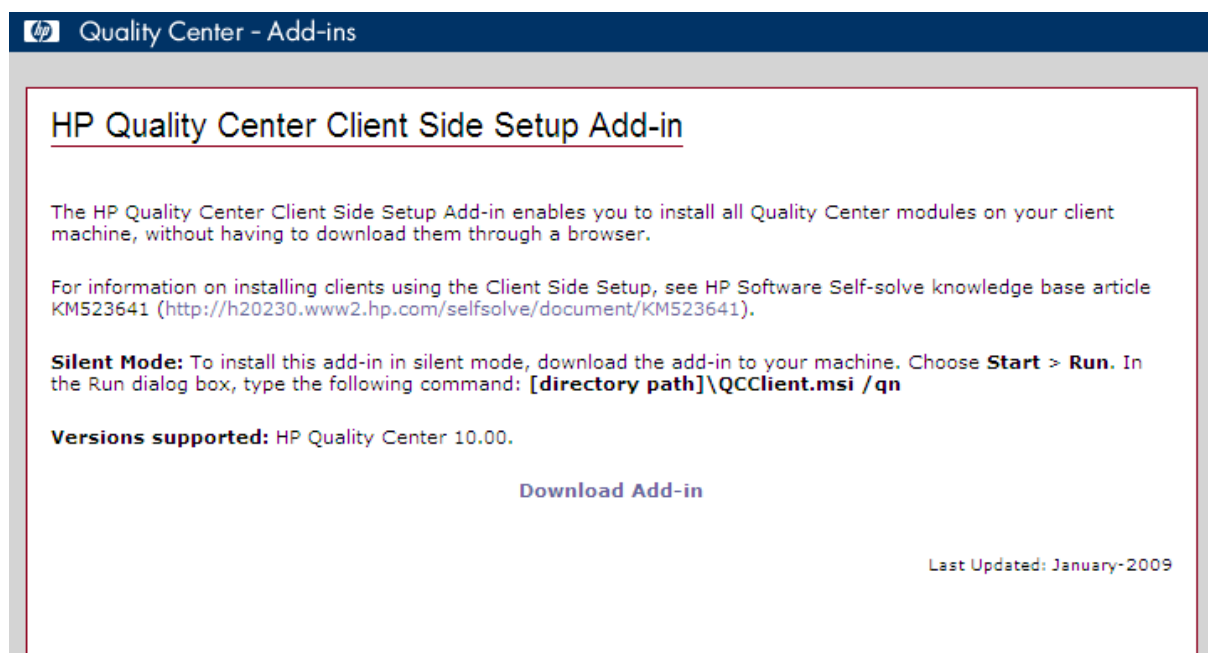 hp Quality Center - Add-ins
HP Quality Center Client Side Setup Add-in
The HP Quality Center Client Side Setup Add-in enables you to install all Quality Center modules on your client
machine, without having to download them through a browser.
For information on installing clients using the Client Side Setup, see HP Software Self-solve knowledge base article
KM523641 (http://h20230.www2.hp.com/selfsolve/document/KM523641).
Silent Mode: To install this add-in in silent mode, download the add-in to your machine. Choose Start > Run. In
the Run dialog box, type the following command: [directory path]\QCClient.msi /qn
Versions supported: HP Quality Center 10.00.
Download Add-in
Last Updated: January-2009